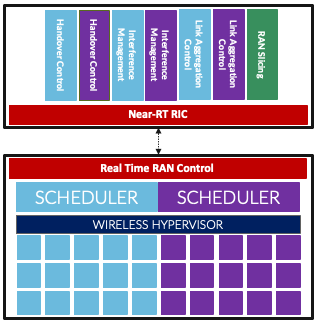 Handover Control
Handover Control
Interference
Management
Interference
Management
Link Aggregation
Control
Link Aggregation
Control
RAN Slicing
Near-RT RIC
Real Time RAN Control
SCHEDULER
SCHEDULER
WIRELESS HYPERVISOR